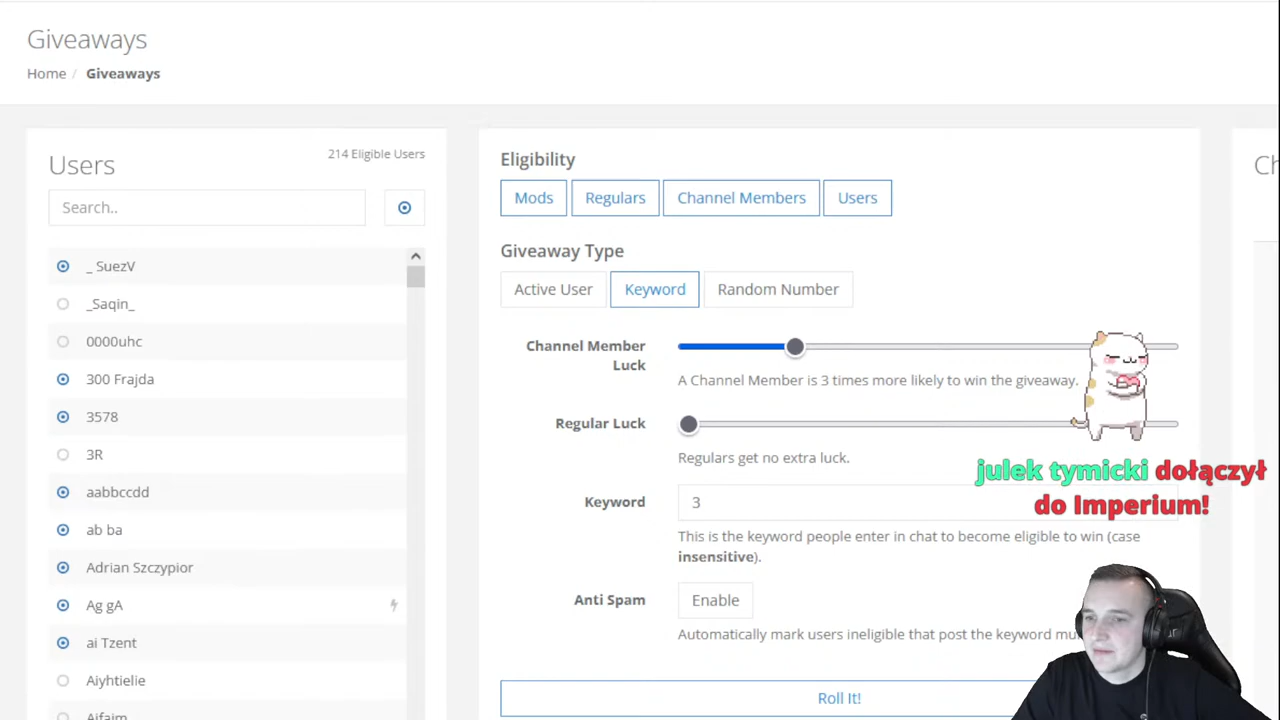 Giveaways
Home / Giveaways
Users
214 Eligible Users
Search..
_ SuezV
_Saqin_
0000uhc
300 Frajda
3578
3R
aabbccdd
ab ba
Adrian Szczypior
Ag gA
ai Tzent
Aiyhtielie
Eligibility
Mods
Regulars
Channel Members
Users
Giveaway Type
Active User
Keyword
Random Number
Channel Member
Luck
A Channel Member is 3 times more likely to win the giveaway.
Regular Luck
Regulars get no extra luck.
Keyword
3
This is the keyword people enter in chat to become eligible to win (case
insensitive).
Anti Spam
Enable
Automatically mark users ineligible that post the keyword
Roll It!
julek tymicki dołączył
do Imperium!